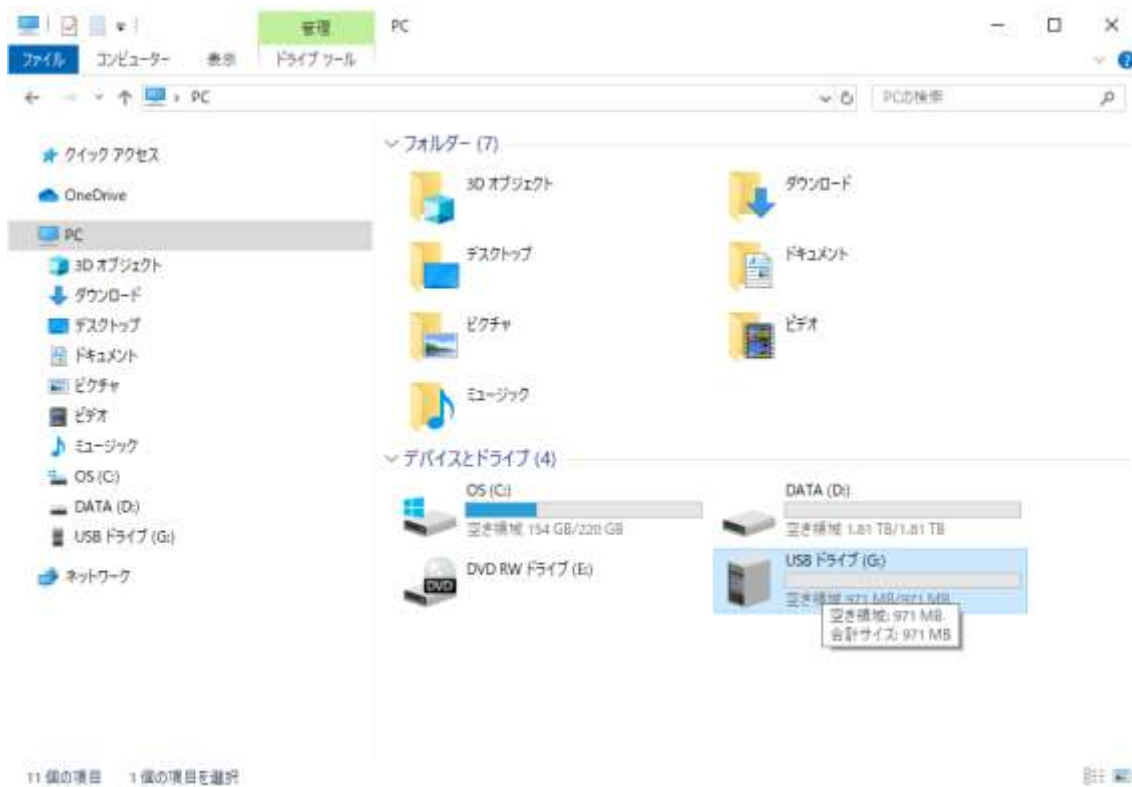 管理
PC
ファイル
コンピューター
表示
ドライブ ツール
PC
PCの検索
クイック アクセス
OneDrive
PC
3D オブジェクト
ダウンロード
デスクトップ
ドキュメント
ピクチャ
ビデオ
ミュージック
OS (C:)
DATA (D:)
USB ドライブ (G:)
ネットワーク
フォルダー (7)
3D オブジェクト
ダウンロード
デスクトップ
ドキュメント
ピクチャ
ビデオ
ミュージック
デバイスとドライブ (4)
OS (C:)
空き領域 154 GB/220 GB
DATA (D:)
空き領域 1.81 TB/1.81 TB
DVD RW ドライブ (E:)
DVD
USB ドライブ (G:)
空き領域 971 MB/971 MB
空き領域: 971 MB
合計サイズ: 971 MB
11 個の項目
1 個の項目を選択